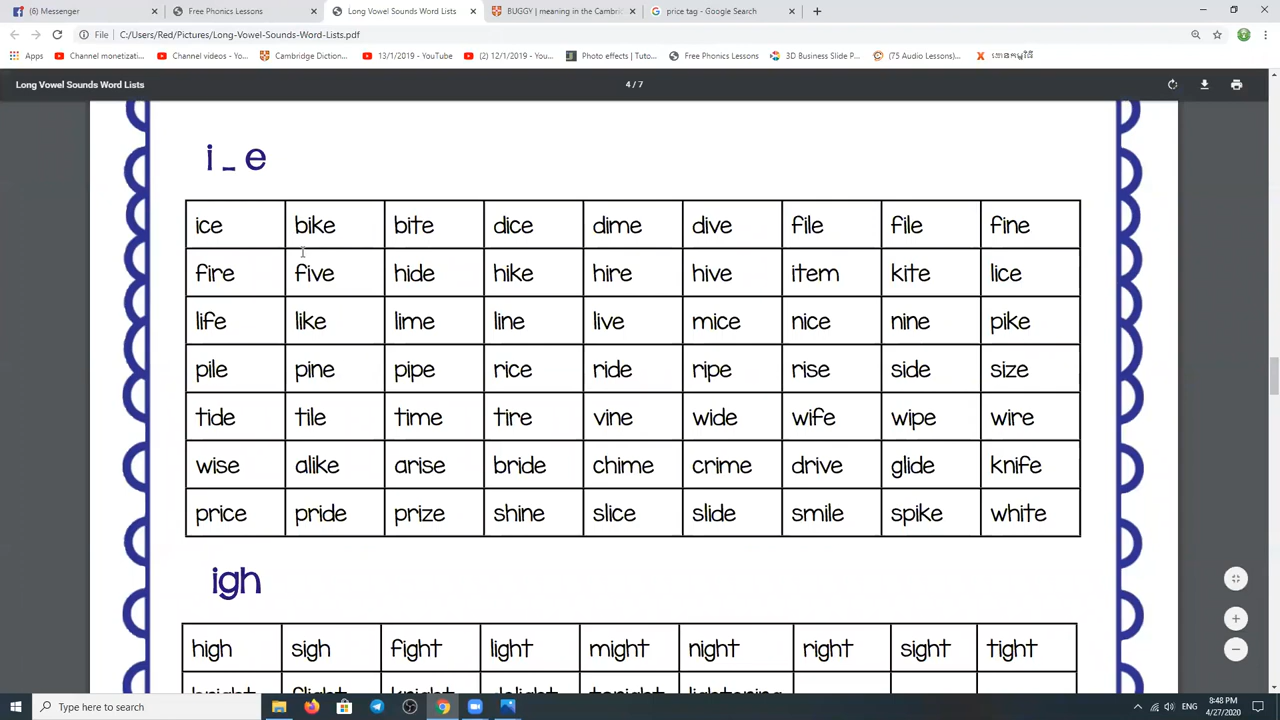 (6) Messenger
Free Phonics Lessons
Long Vowel Sounds Word Lists
BUGGY | meaning in the Cambri
price tag - Google Search
File C:/Users/Red/Pictures/Long-Vowel-Sounds-Word-Lists.pdf
Apps Channel monetizati... Channel videos - Yo... Cambridge Diction... 13/1/2019 - YouTube (2) 12/1/2019 - You... Photo effects | Tuto... Free Phonics Lessons 3D Business Slide P... (75 Audio Lessons)...
Long Vowel Sounds Word Lists 4 / 7
i _ e
ice bike bite dice dime dive file file fine
fire five hide hike hire hive item kite lice
life like lime line live mice nice nine pike
pile pine pipe rice ride ripe rise side size
tide tile time tire vine wide wife wipe wire
wise alike arise bride chime crime drive glide knife
price pride prize shine slice slide smile spike white
igh
high sigh fight light might night right sight tight
bright flight knight delight tonight lightening
Type here to search
ENG
8:48 PM
4/27/2020